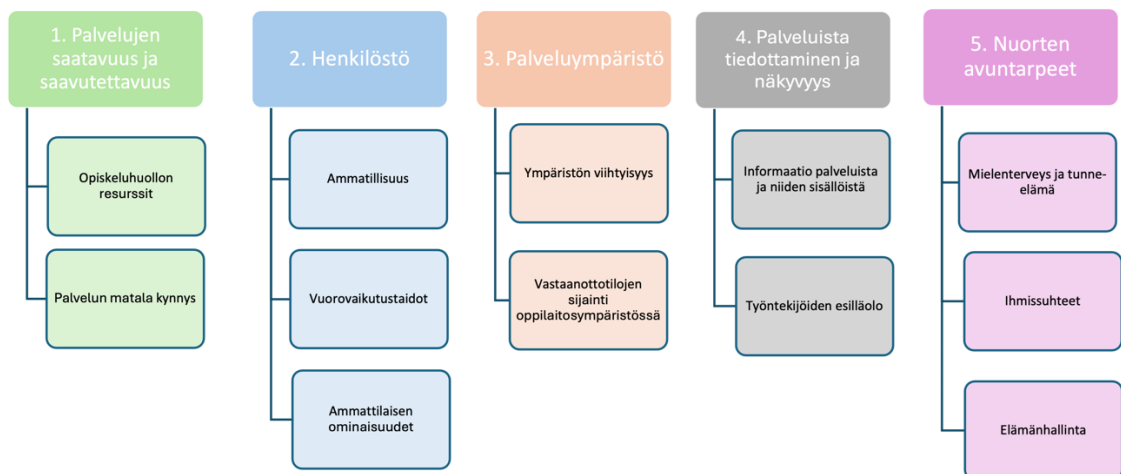 1. Palvelujen
saatavuus ja
saavutettavuus
Opiskeluhuollon
resurssit
Palvelun matala kynnys
2. Henkilöstö
Ammatillisuus
Vuorovaikutustaidot
Ammattilaisen
ominaisuudet
3. Palveluympäristö
Ympäristön viihtyisyys
Vastaanottotilojen
sijainti
oppilaitosympäristössä
4. Palveluista
tiedottaminen ja
näkyvyys
Informaatio palveluista
ja niiden sisällöistä
Työntekijöiden esilläolo
5. Nuorten
avuntarpeet
Mielenterveys ja tunne-
elämä
Ihmissuhteet
Elämänhallinta